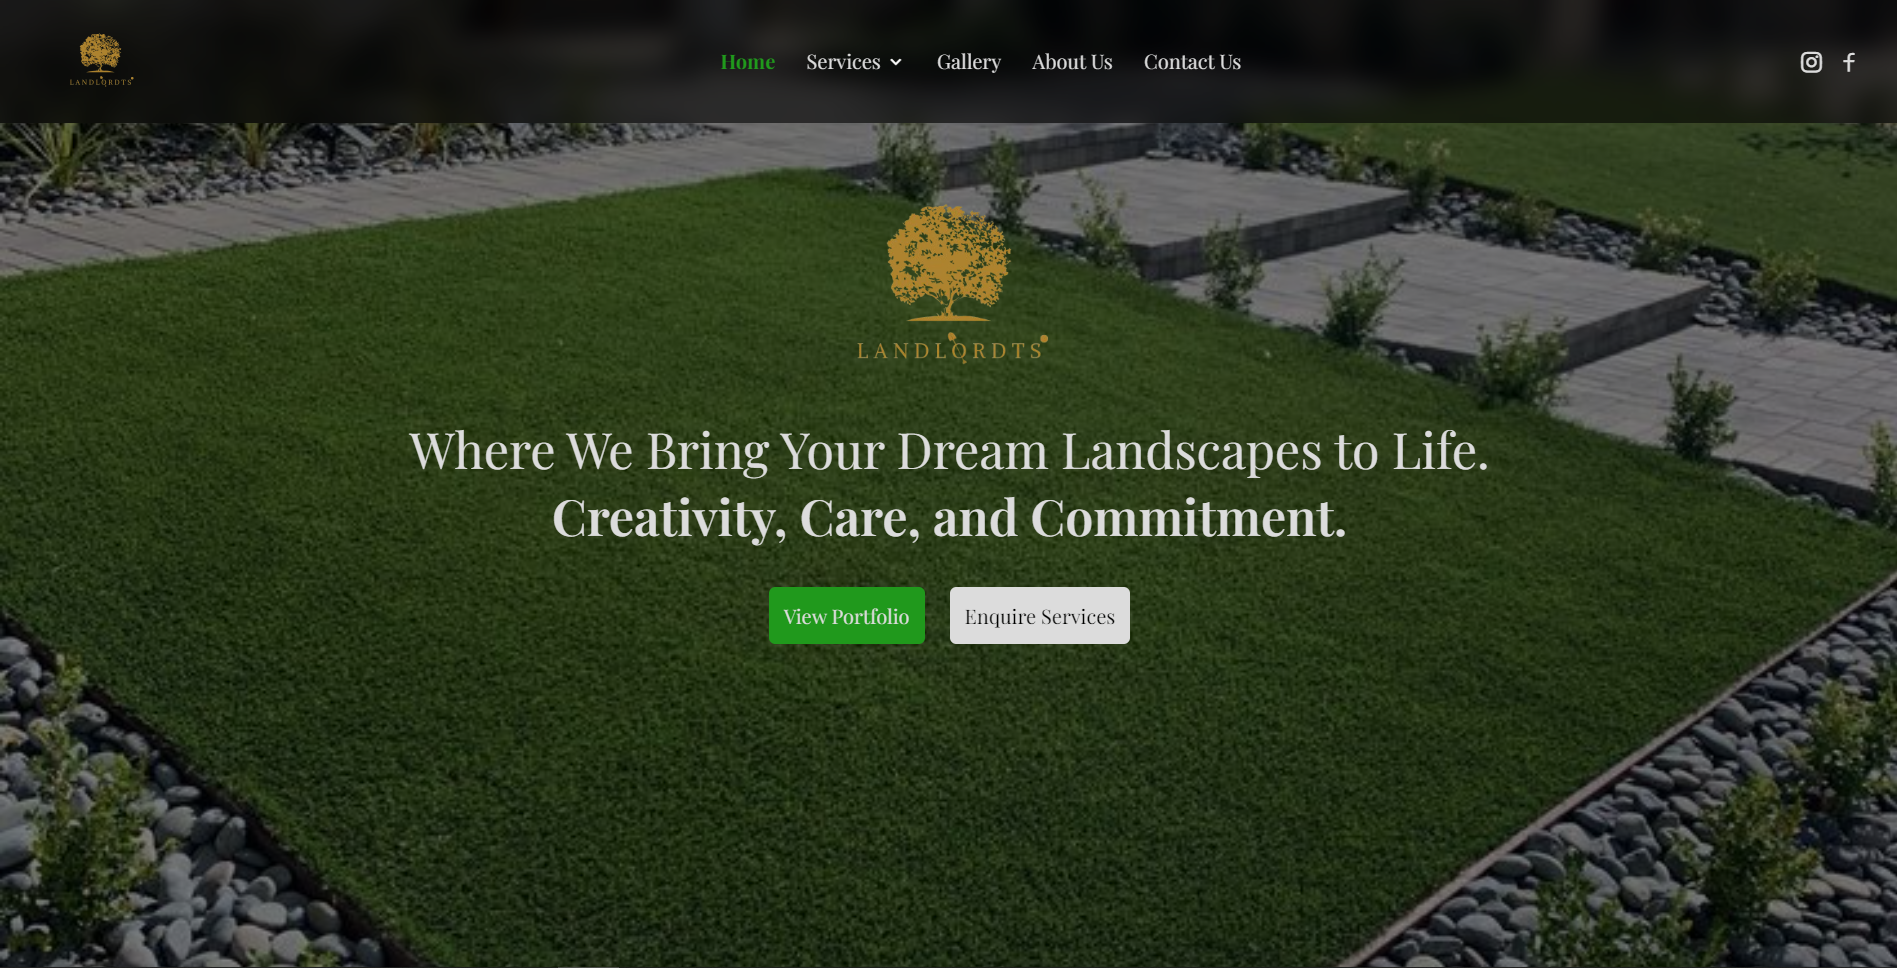 LANDLORDTS
Home Services Gallery About Us Contact Us
LANDLORDTS
Where We Bring Your Dream Landscapes to Life.
Creativity, Care, and Commitment.
View Portfolio Enquire Services